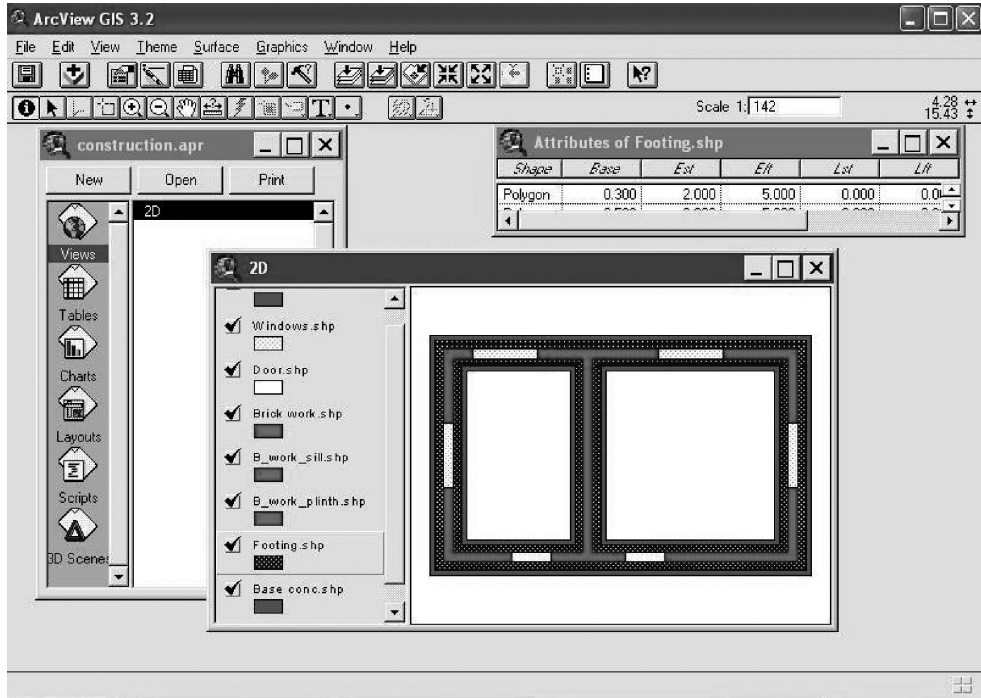 ArcView GIS 3.2
File Edit View Theme Surface Graphics Window Help
Scale 1: 142
4.28
15.43
construction.apr
New Open Print
2D
Views
Tables
Charts
Layouts
Scripts
3D Scenes
Attributes of Footing.shp
Shape Base Est Eft Lst Lft
Polygon 0.300 2.000 5.000 0.000 0.0
2D
Windows.shp
Door.shp
Brick work.shp
B_work_sill.shp
B_work_plinth.shp
Footing.shp
Base conc.shp